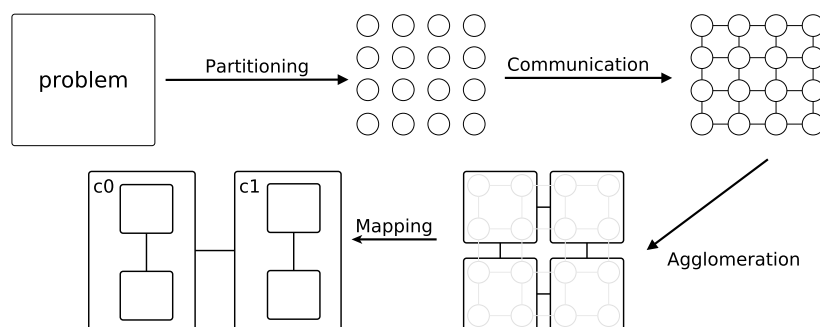 problem
Partitioning
Communication
Agglomeration
Mapping
c0
c1